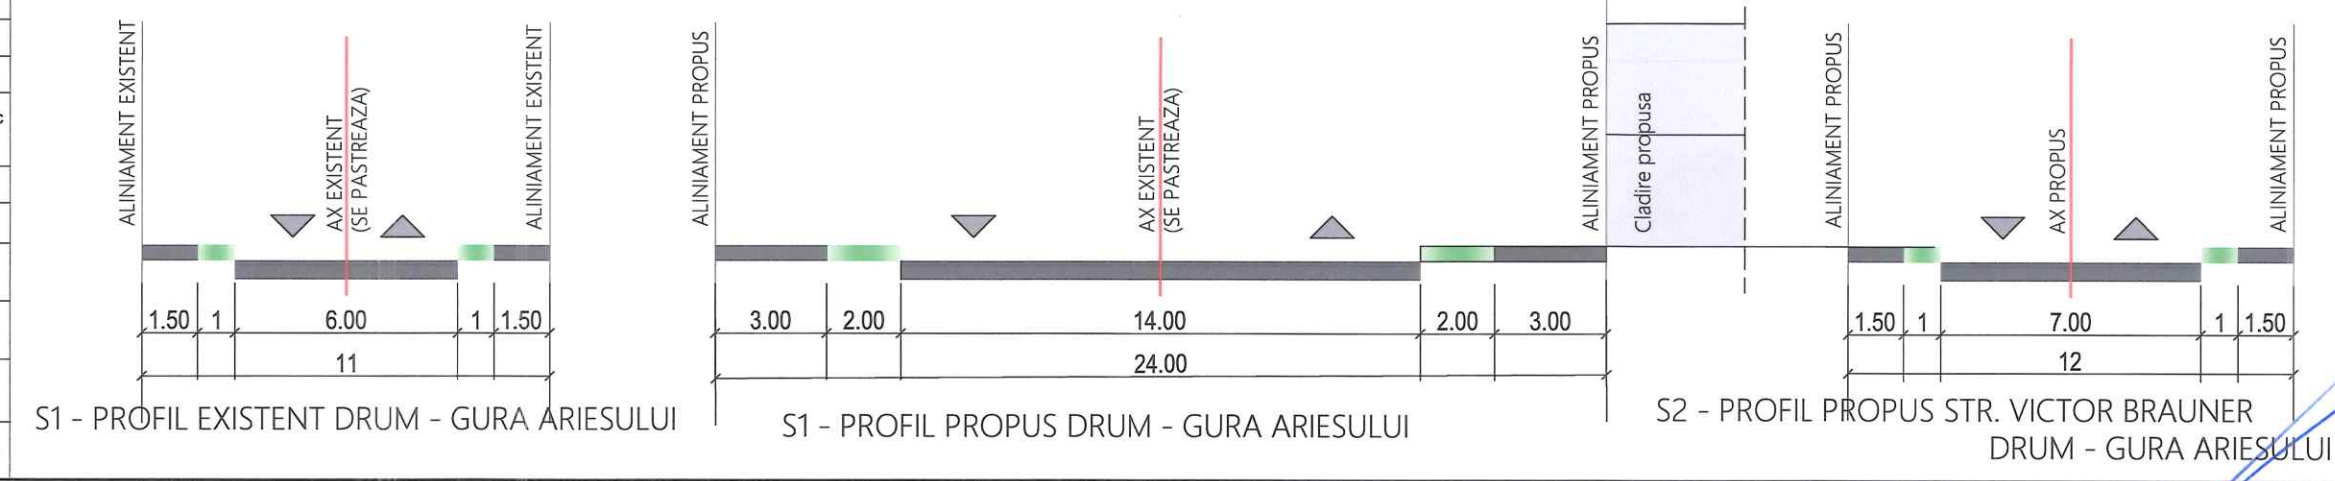 ALINIAMENT EXISTENT
AX EXISTENT
(SE PASTREAZA)
ALINIAMENT EXISTENT
1.50 1 6.00 1 1.50
11
S1 - PROFIL EXISTENT DRUM - GURA ARIESULUI
ALINIAMENT PROPUS
AX EXISTENT
(SE PASTREAZA)
ALINIAMENT PROPUS
Cladire propusa
3.00 2.00 14.00 2.00 3.00
24.00
S1 - PROFIL PROPUS DRUM - GURA ARIESULUI
ALINIAMENT PROPUS
AX PROPUS
ALINIAMENT PROPUS
1.50 1 7.00 1 1.50
12
S2 - PROFIL PROPUS STR. VICTOR BRAUNER
DRUM - GURA ARIESULUI